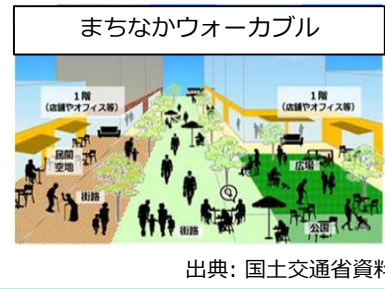 まちなかウォーカブル
1階
(店舗やオフィス等)
1階
(店舗やオフィス等)
民間
空地
広場
街路
街路
公園
出典: 国土交通省資料